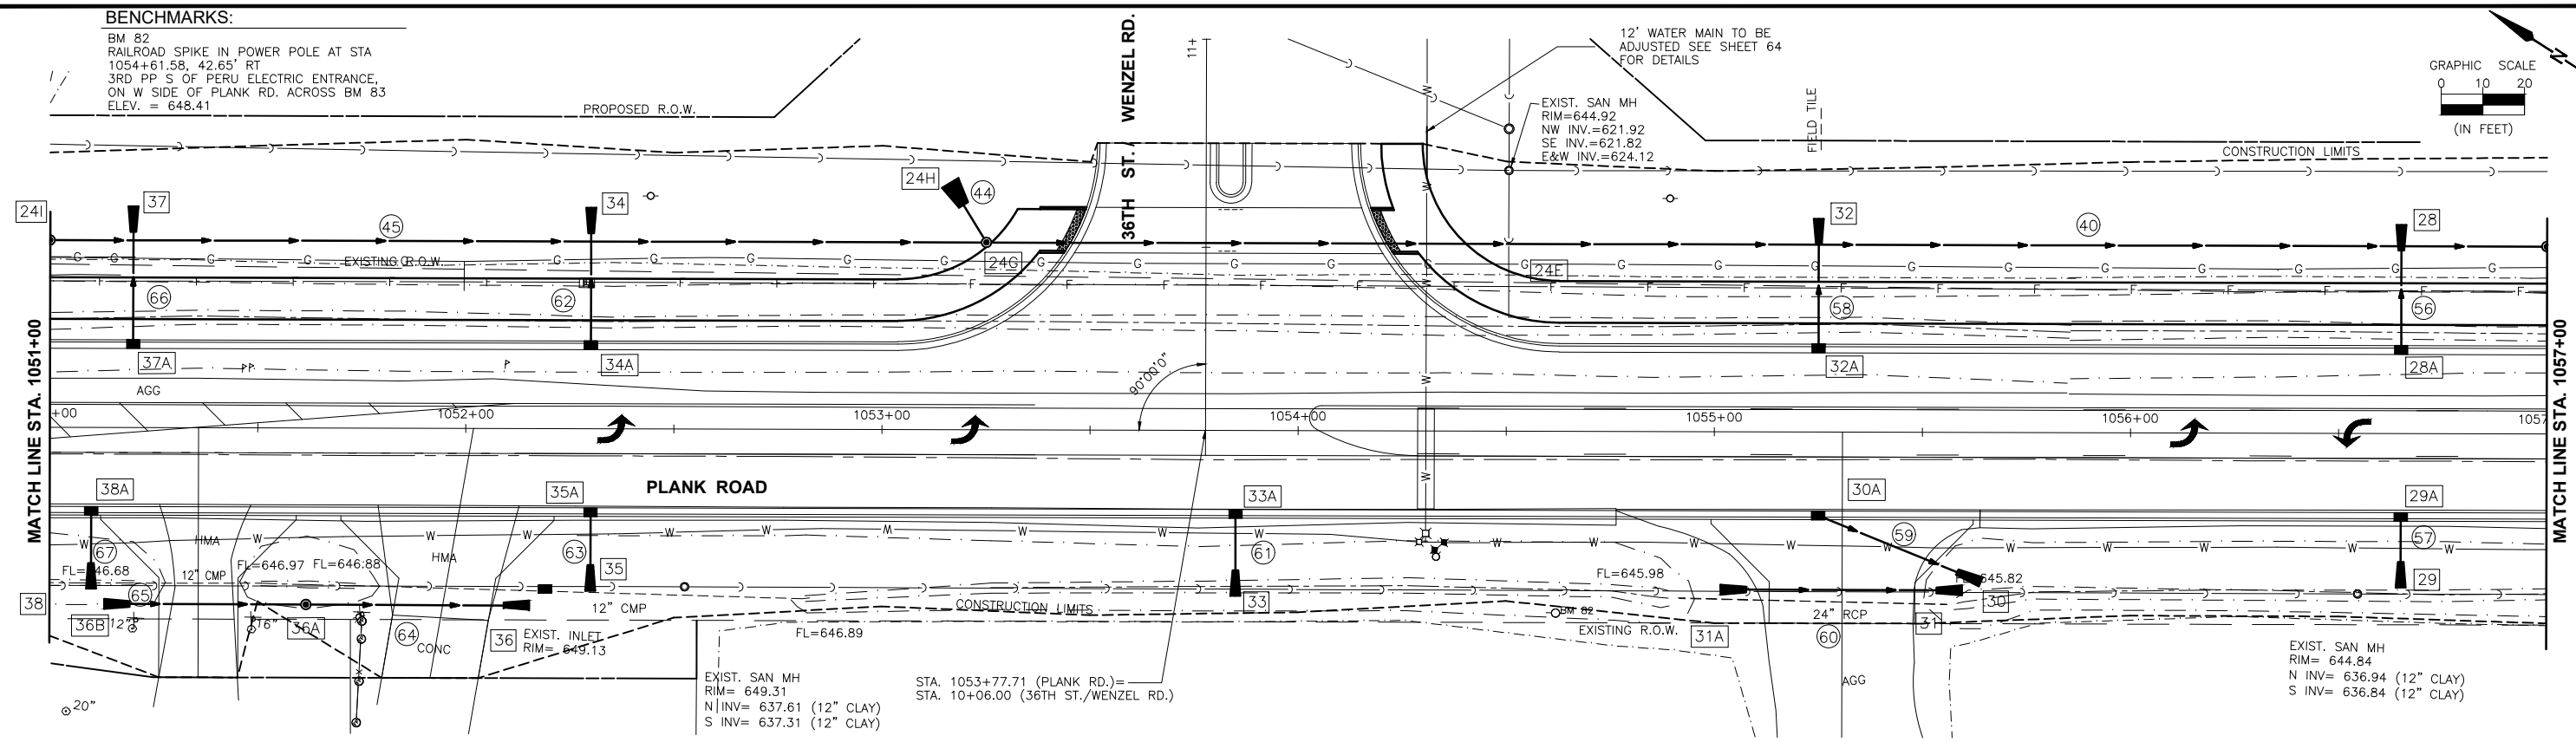 BENCHMARKS:
BM 82
RAILROAD SPIKE IN POWER POLE AT STA
1054+61.58, 42.65' RT
3RD PP S OF PERU ELECTRIC ENTRANCE,
ON W SIDE OF PLANK RD. ACROSS BM 83
ELEV. = 648.41
PROPOSED R.O.W.
36TH ST./ WENZEL RD.
11+
12' WATER MAIN TO BE
ADJUSTED SEE SHEET 64
FOR DETAILS
EXIST. SAN MH
RIM=644.92
NW INV.=621.92
SE INV.=621.82
E&W INV.=624.12
FIELD TILE
GRAPHIC SCALE
0 10 20
(IN FEET)
N
CONSTRUCTION LIMITS
24I
37
45
34
24H
44
32
40
28
EXISTING R.O.W.
24G
24F
66
62
58
56
37A
34A
32A
28A
MATCH LINE STA. 1051+00
MATCH LINE STA. 1057+00
AGG
90°00'0"
+00
1052+00
1053+00
1054+00
1055+00
1056+00
1057
PLANK ROAD
38A
35A
33A
30A
29A
HMA
HMA
67
63
61
59
57
FL=646.68
12" CMP
FL=646.97
FL=646.88
35
FL=645.98
FL=645.82
29
38
65
12" CMP
33
CONSTRUCTION LIMITS
BM 82
24" RCP
30
36B
12"
16"
36A
64
CONC
36
EXIST. INLET
RIM= 649.13
FL=646.89
EXISTING R.O.W.
31A
60
31
20"
EXIST. SAN MH
RIM= 649.31
N INV= 637.61 (12" CLAY)
S INV= 637.31 (12" CLAY)
STA. 1053+77.71 (PLANK RD.)=
STA. 10+06.00 (36TH ST./WENZEL RD.)
AGG
EXIST. SAN MH
RIM= 644.84
N INV= 636.94 (12" CLAY)
S INV= 636.84 (12" CLAY)